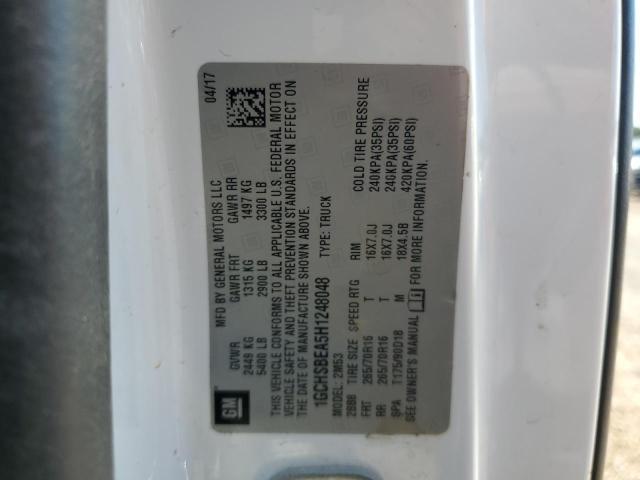 GM
MFD BY GENERAL MOTORS LLC 04/17
GVWR GAWR FRT GAWR RR
2449 KG 1315 KG 1497 KG
5400 LB 2900 LB 3300 LB
THIS VEHICLE CONFORMS TO ALL APPLICABLE U.S. FEDERAL MOTOR
VEHICLE SAFETY AND THEFT PREVENTION STANDARDS IN EFFECT ON
THE DATE OF MANUFACTURE SHOWN ABOVE.
1GCHSBEA5H1248048 TYPE: TRUCK
MODEL: 2M53
2BBB TIRE SIZE SPEED RTG RIM COLD TIRE PRESSURE
FRT 265/70R16 T 16X7.0J 240KPA(35PSI)
RR 265/70R16 T 16X7.0J 240KPA(35PSI)
SPA T175/90D18 M 18X4.5B 420KPA(60PSI)
SEE OWNER'S MANUAL FOR MORE INFORMATION.